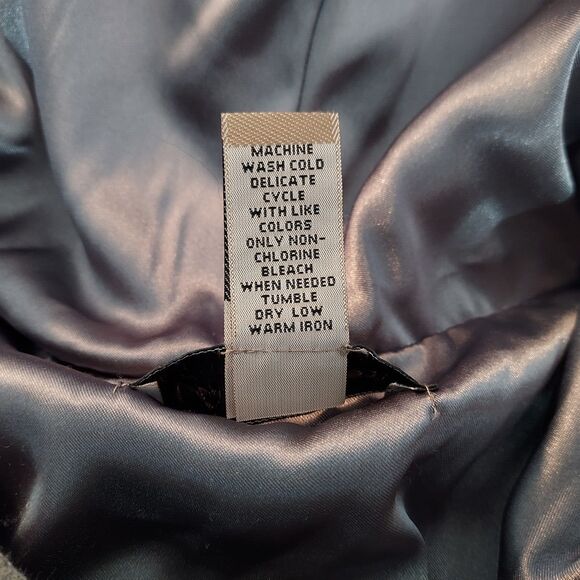 MACHINE
WASH COLD
DELICATE
CYCLE
WITH LIKE
COLORS
ONLY NON-
CHLORINE
BLEACH
WHEN NEEDED
TUMBLE
DRY LOW
WARM IRON